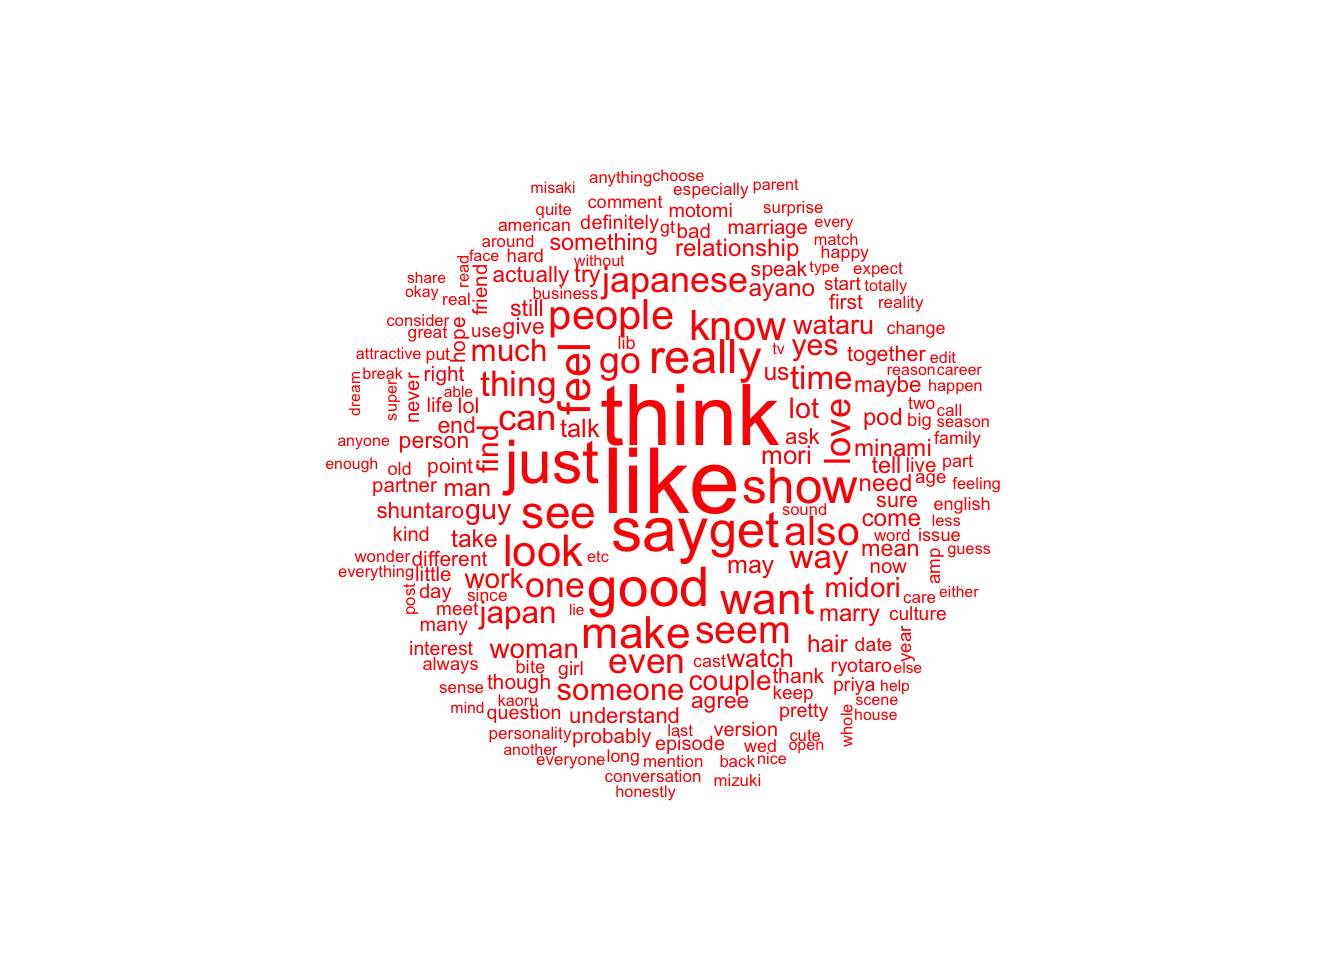 anything choose
misaki especially parent
quite comment motomi surprise
american definitely gt bad marriage every
around something relationship match
face hard without happy
read friend actually try japanese speak type expect
share business ayano start totally
okay real still people first reality
consider hope use give know wataru change
great lib
attractive put much feel go really tv yes together edit
break right thing us time maybe reason career
dream super never able think happen
life lol can lot love pod two call
end talk ask big season
anyone person find just mori minami family
enough old point like tell live part
partner man show need age feeling
shuntaro guy see say get sound sure english
kind take also come word less
wonder different look etc way mean issue guess
everything little work one may now amp
post day since good want midori care either
meet japan lie marry culture
many make seem
interest woman even hair date year
always bite girl cast watch ryotaro else
sense though someone couple thank priya help
mind kaoru agree keep scene
question understand pretty whole house
personality probably last version cute
another episode wed open
everyone long mention back nice
conversation mizuki
honestly